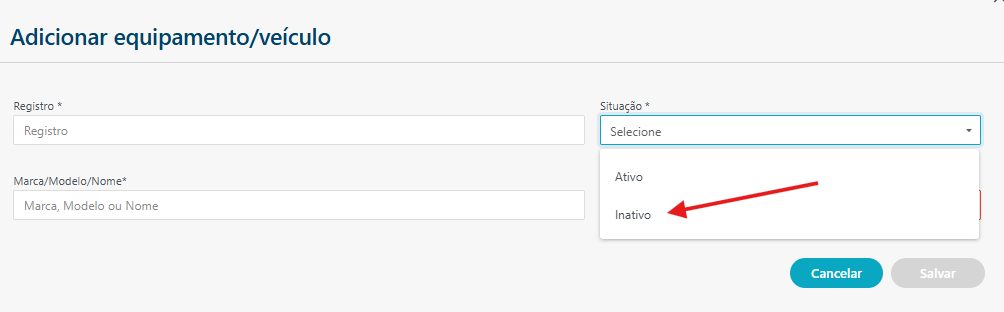 Adicionar equipamento/veículo
Registro *
Situação *
Registro
Selecione
Ativo
Marca/Modelo/Nome*
Marca, Modelo ou Nome
Inativo
Cancelar
Salvar